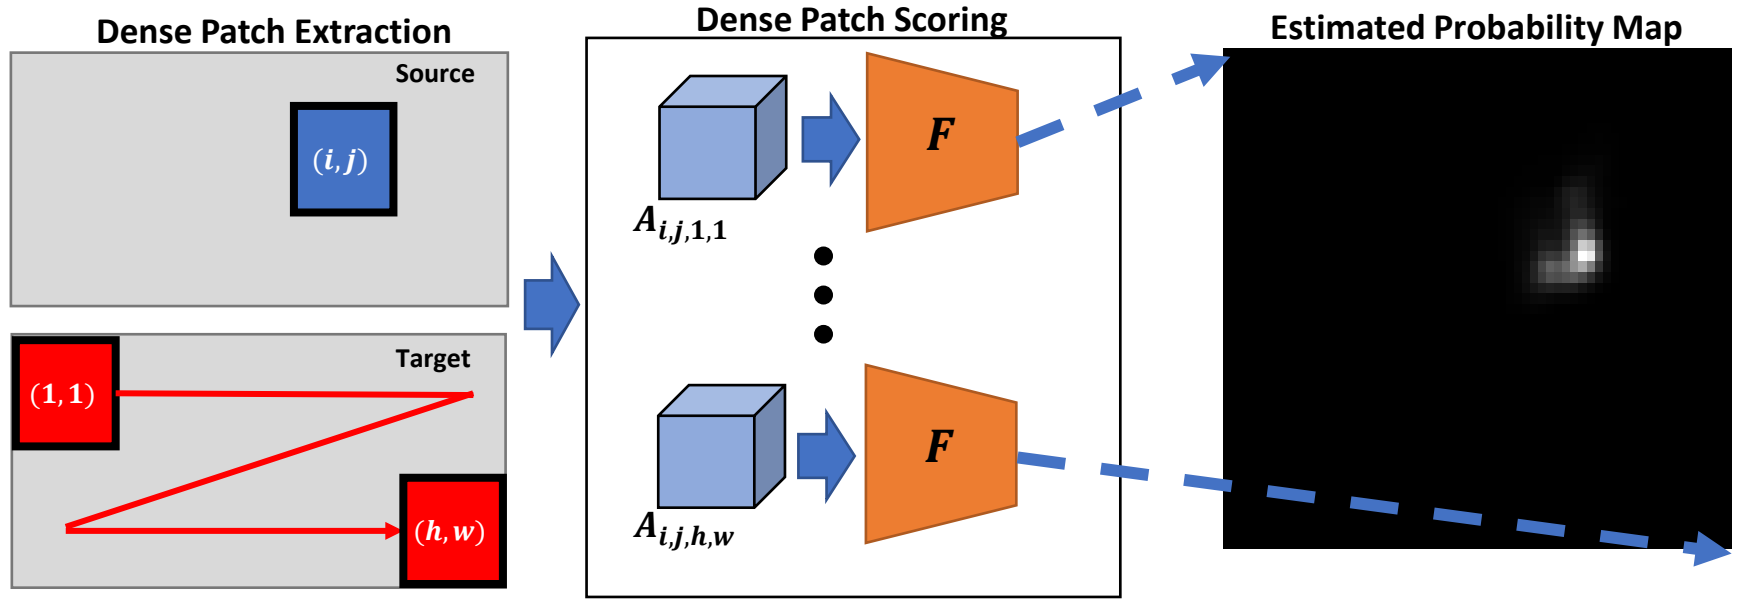 Dense Patch Extraction
Source
(i, j)
Target
(1, 1)
(h, w)
Dense Patch Scoring
F
A_{i,j,1,1}
F
A_{i,j,h,w}
Estimated Probability Map